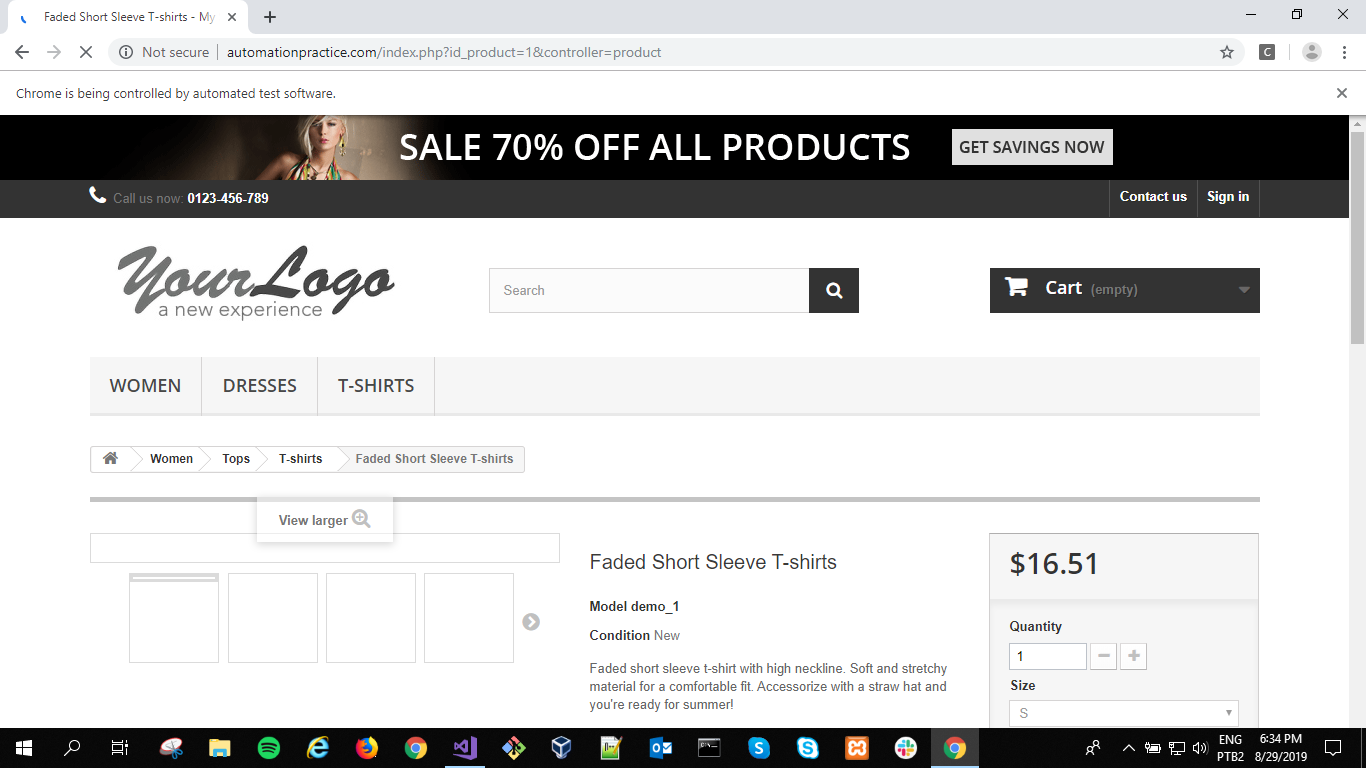 Faded Short Sleeve T-shirts - My
Not secure
automationpractice.com/index.php?id_product=1&controller=product
C
Chrome is being controlled by automated test software.
SALE 70% OFF ALL PRODUCTS
GET SAVINGS NOW
Call us now: 0123-456-789
Contact us
Sign in
YourLogo
a new experience
Search
Cart (empty)
WOMEN
DRESSES
T-SHIRTS
Women
Tops
T-shirts
Faded Short Sleeve T-shirts
View larger
Faded Short Sleeve T-shirts
Model demo_1
Condition New
Faded short sleeve t-shirt with high neckline. Soft and stretchy
material for a comfortable fit. Accessorize with a straw hat and
you're ready for summer!
$16.51
Quantity
1
Size
S
ENG
PTB2
6:34 PM
8/29/2019